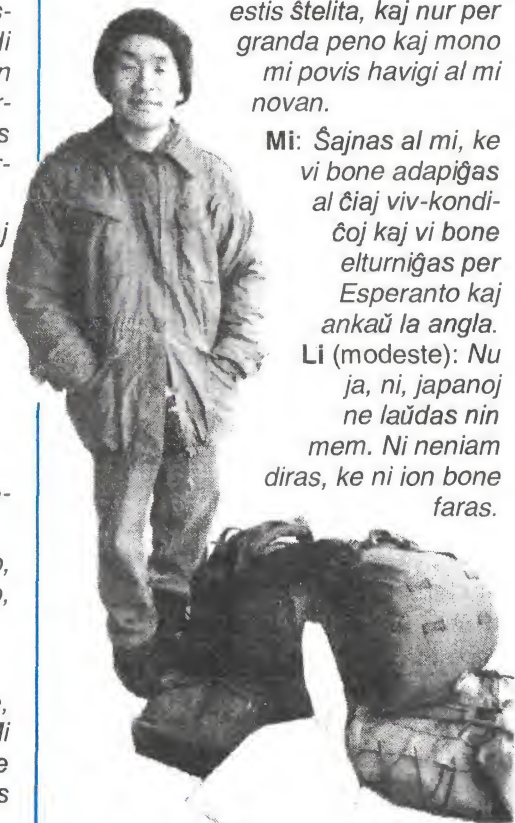 estis ŝtelita, kaj nur per
granda peno kaj mono
mi povis havigi al mi
novan.
Mi: Ŝajnas al mi, ke
vi bone adapiĝas
al ĉiaj viv-kondi-
ĉoj kaj vi bone
elturniĝas per
Esperanto kaj
ankaŭ la angla.
Li (modeste): Nu
ja, ni, japanoj
ne laŭdas nin
mem. Ni neniam
diras, ke ni ion bone
faras.